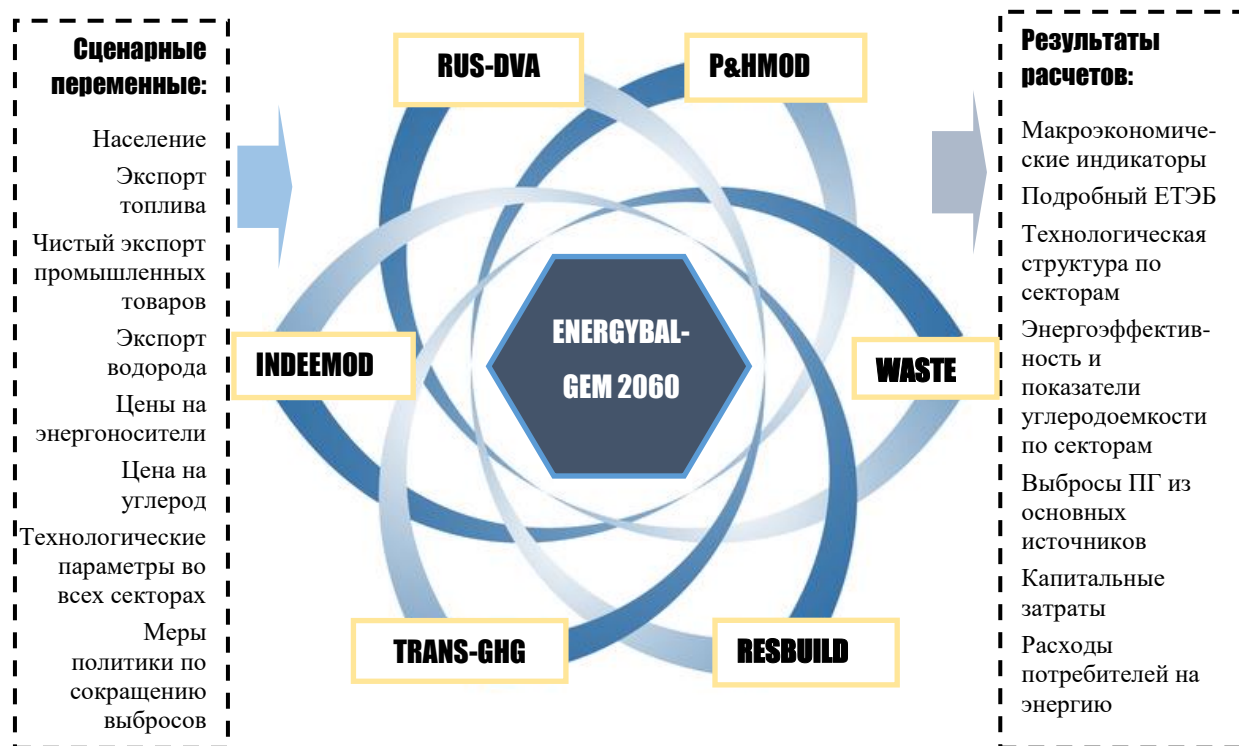 Сценарные
переменные:
Население
Экспорт
топлива
Чистый экспорт
промышленных
товаров
Экспорт
водорода
Цены на
энергоносители
Цена на
углерод
Технологические
параметры во
всех секторах
Меры
политики по
сокращению
выбросов
RUS-DVA
P&HMOD
INDEEMOD
ENERGYBAL-
GEM 2060
WASTE
TRANS-GHG
RESBUILD
Результаты
расчетов:
Макроэкономиче-
ские индикаторы
Подробный ЕТЭБ
Технологическая
структура по
секторам
Энергоэффектив-
ность и
показатели
углеродоемкости
по секторам
Выбросы ПГ из
основных
источников
Капитальные
затраты
Расходы
потребителей на
энергию